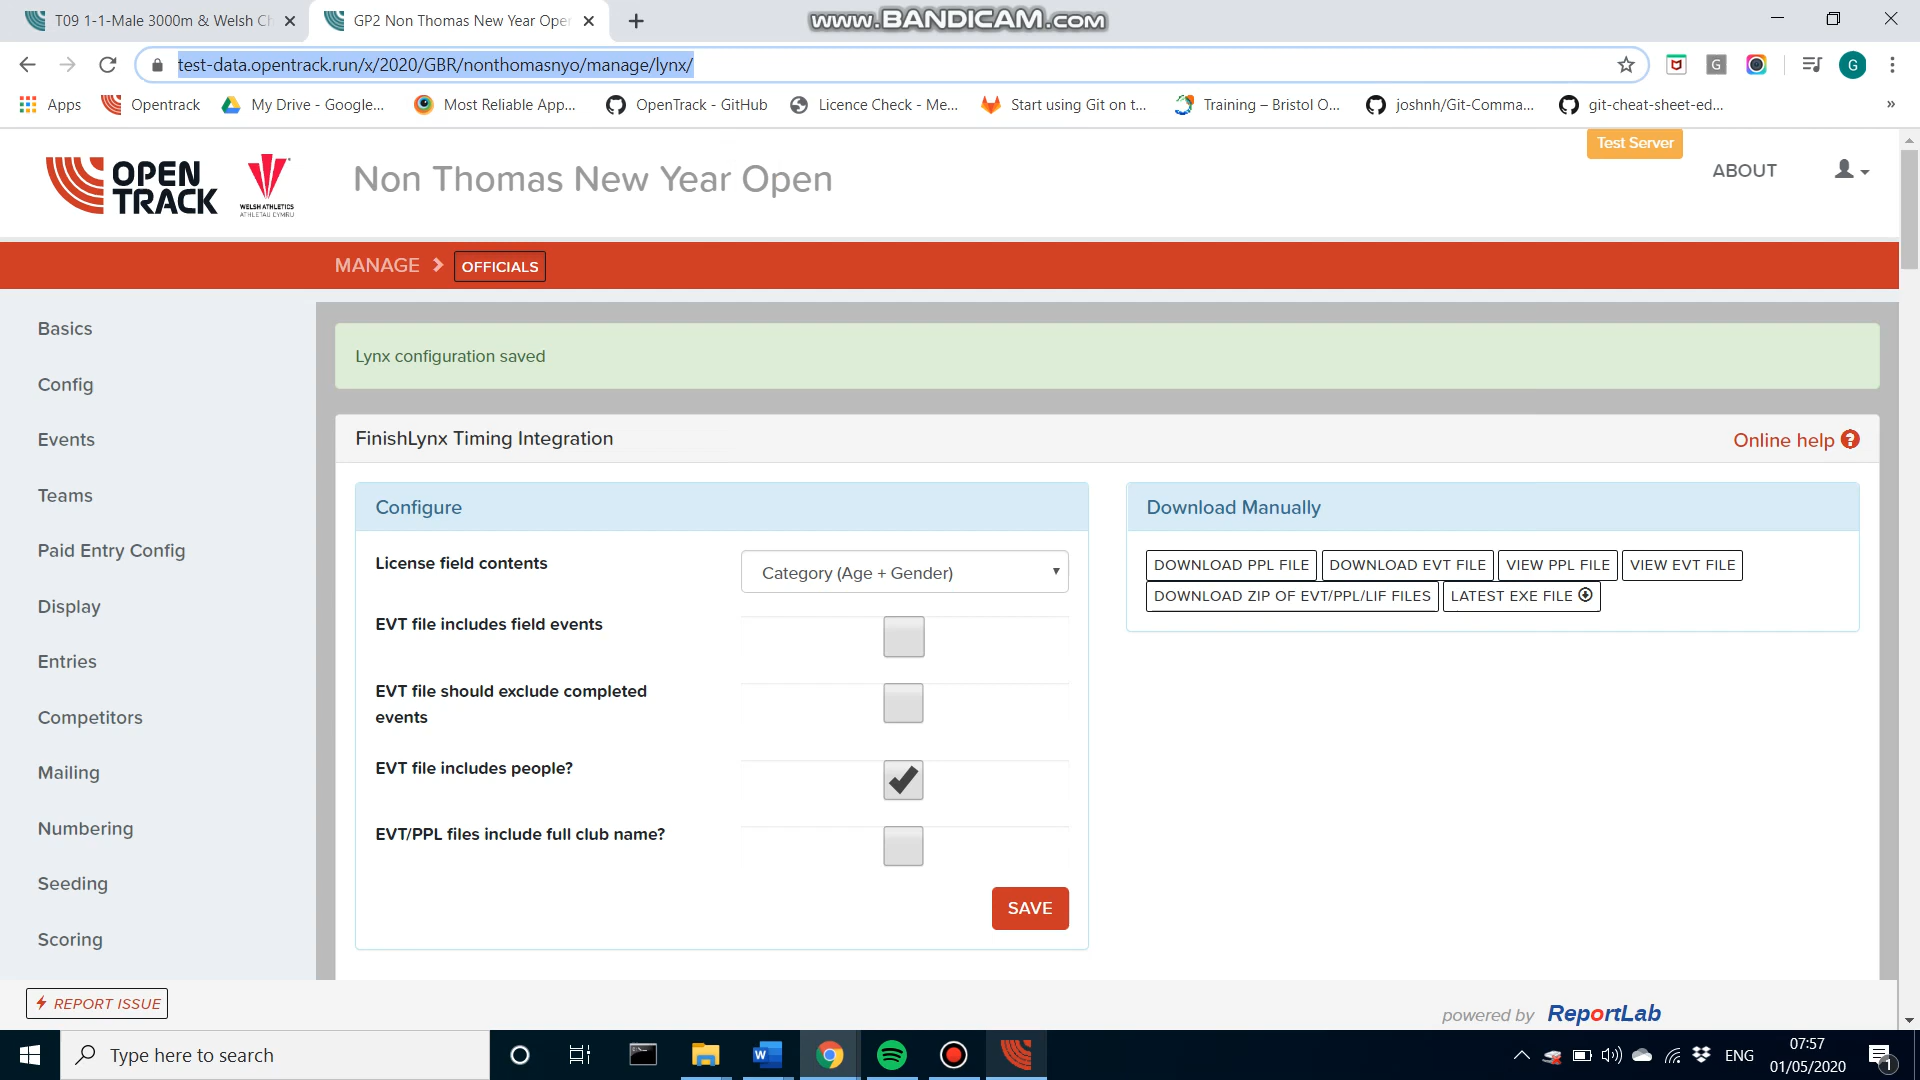 T09 1-1-Male 3000m & Welsh Ch
GP2 Non Thomas New Year Oper
www.BANDICAM.com
test-data.opentrack.run/x/2020/GBR/nonthomasnyo/manage/lynx/
G
G
Apps
Opentrack
My Drive - Google...
Most Reliable App...
OpenTrack - GitHub
Licence Check - Me...
Start using Git on t...
Training – Bristol O...
joshnh/Git-Comma...
git-cheat-sheet-ed...
»
Test Server
OPEN
TRACK
WELSH ATHLETICS
ATHLETAU CYMRU
Non Thomas New Year Open
ABOUT
MANAGE
OFFICIALS
Basics
Config
Events
Teams
Paid Entry Config
Display
Entries
Competitors
Mailing
Numbering
Seeding
Scoring
Lynx configuration saved
FinishLynx Timing Integration
Online help ?
Configure
License field contents
Category (Age + Gender)
EVT file includes field events
EVT file should exclude completed
events
EVT file includes people?
EVT/PPL files include full club name?
SAVE
Download Manually
DOWNLOAD PPL FILE
DOWNLOAD EVT FILE
VIEW PPL FILE
VIEW EVT FILE
DOWNLOAD ZIP OF EVT/PPL/LIF FILES
LATEST EXE FILE
REPORT ISSUE
powered by ReportLab
Type here to search
W
ENG
07:57
01/05/2020
1